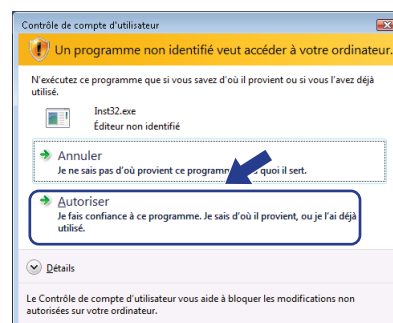 Contrôle de compte d'utilisateur
Un programme non identifié veut accéder à votre ordinateur.
N'exécutez ce programme que si vous savez d'où il provient ou si vous l'avez déjà
utilisé.
Inst32.exe
Éditeur non identifié
Annuler
Je ne sais pas d'où provient ce program quoi il sert.
Autoriser
Je fais confiance à ce programme. Je sais d'où il provient, ou je l'ai déjà
utilisé.
Détails
Le Contrôle de compte d'utilisateur vous aide à bloquer les modifications non
autorisées sur votre ordinateur.